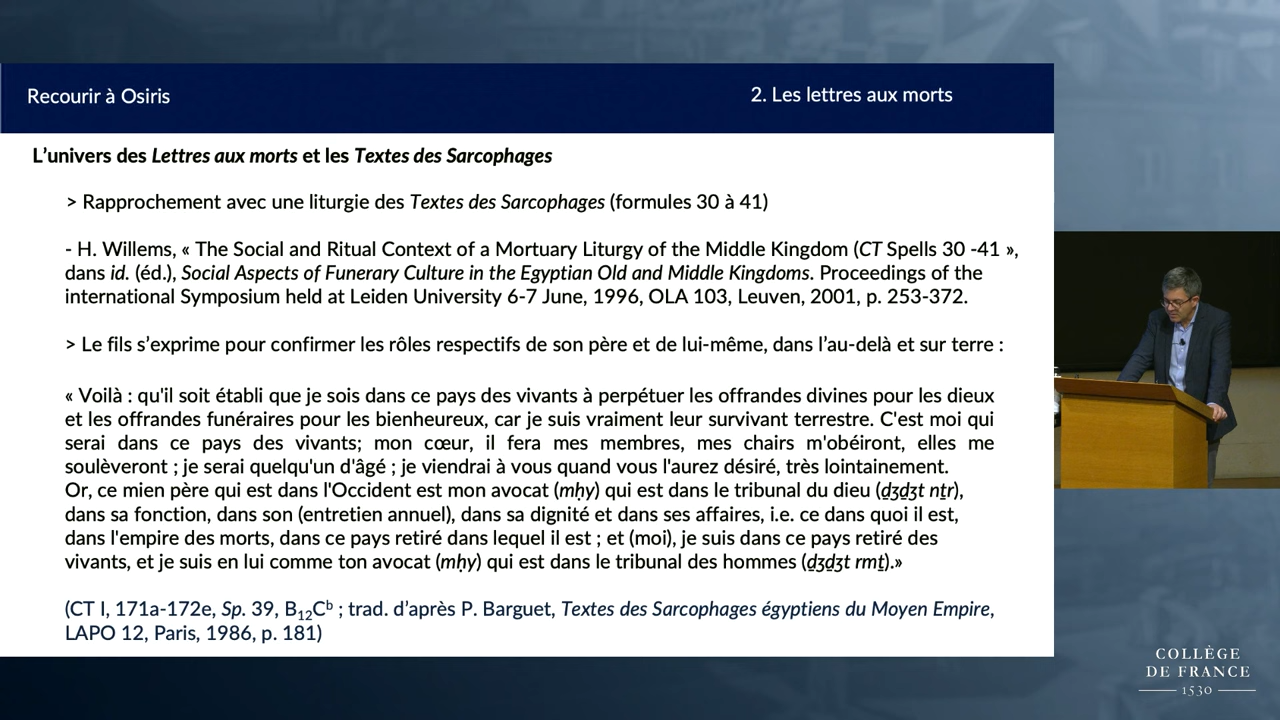 Recourir à Osiris
2. Les lettres aux morts
L’univers des Lettres aux morts et les Textes des Sarcophages
> Rapprochement avec une liturgie des Textes des Sarcophages (formules 30 à 41)
- H. Willems, « The Social and Ritual Context of a Mortuary Liturgy of the Middle Kingdom (CT Spells 30 -41 »,
dans id. (éd.), Social Aspects of Funerary Culture in the Egyptian Old and Middle Kingdoms. Proceedings of the
international Symposium held at Leiden University 6-7 June, 1996, OLA 103, Leuven, 2001, p. 253-372.
> Le fils s’exprime pour confirmer les rôles respectifs de son père et de lui-même, dans l’au-delà et sur terre :
« Voilà : qu'il soit établi que je sois dans ce pays des vivants à perpétuer les offrandes divines pour les dieux
et les offrandes funéraires pour les bienheureux, car je suis vraiment leur survivant terrestre. C'est moi qui
serai dans ce pays des vivants; mon cœur, il fera mes membres, mes chairs m'obéiront, elles me
soulèveront ; je serai quelqu'un d'âgé ; je viendrai à vous quand vous l'aurez désiré, très lointainement.
Or, ce mien père qui est dans l'Occident est mon avocat (mḥy) qui est dans le tribunal du dieu (ḏȝḏȝt nṯr),
dans sa fonction, dans son (entretien annuel), dans sa dignité et dans ses affaires, i.e. ce dans quoi il est,
dans l'empire des morts, dans ce pays retiré dans lequel il est ; et (moi), je suis dans ce pays retiré des
vivants, et je suis en lui comme ton avocat (mḥy) qui est dans le tribunal des hommes (ḏȝḏȝt rmṯ).»
(CT I, 171a-172e, Sp. 39, B₁₂Cᵇ ; trad. d’après P. Barguet, Textes des Sarcophages égyptiens du Moyen Empire,
LAPO 12, Paris, 1986, p. 181)
COLLÈGE
DE FRANCE
1530